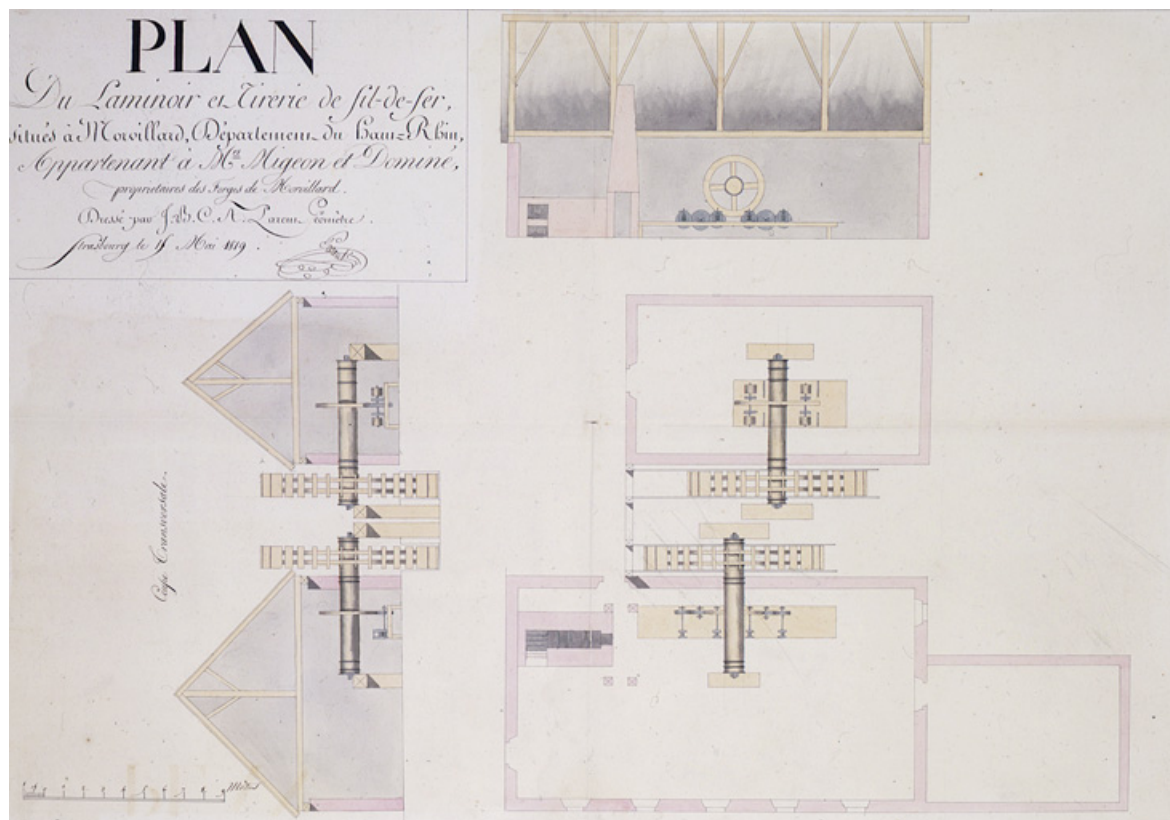 PLAN
Du Laminoir et Tirerie de fil-de-fer,
situés à Morvillard, Département du Haut-Rhin,
Appartenant à Mrs Migeon et Dominé,
propriétaires des Forges de Morvillard.
Dressé par J.B.C.A. Parent Géomètre.
Strasbourg le 15 Mai 1819.
Coupe Transversale.
Mètres